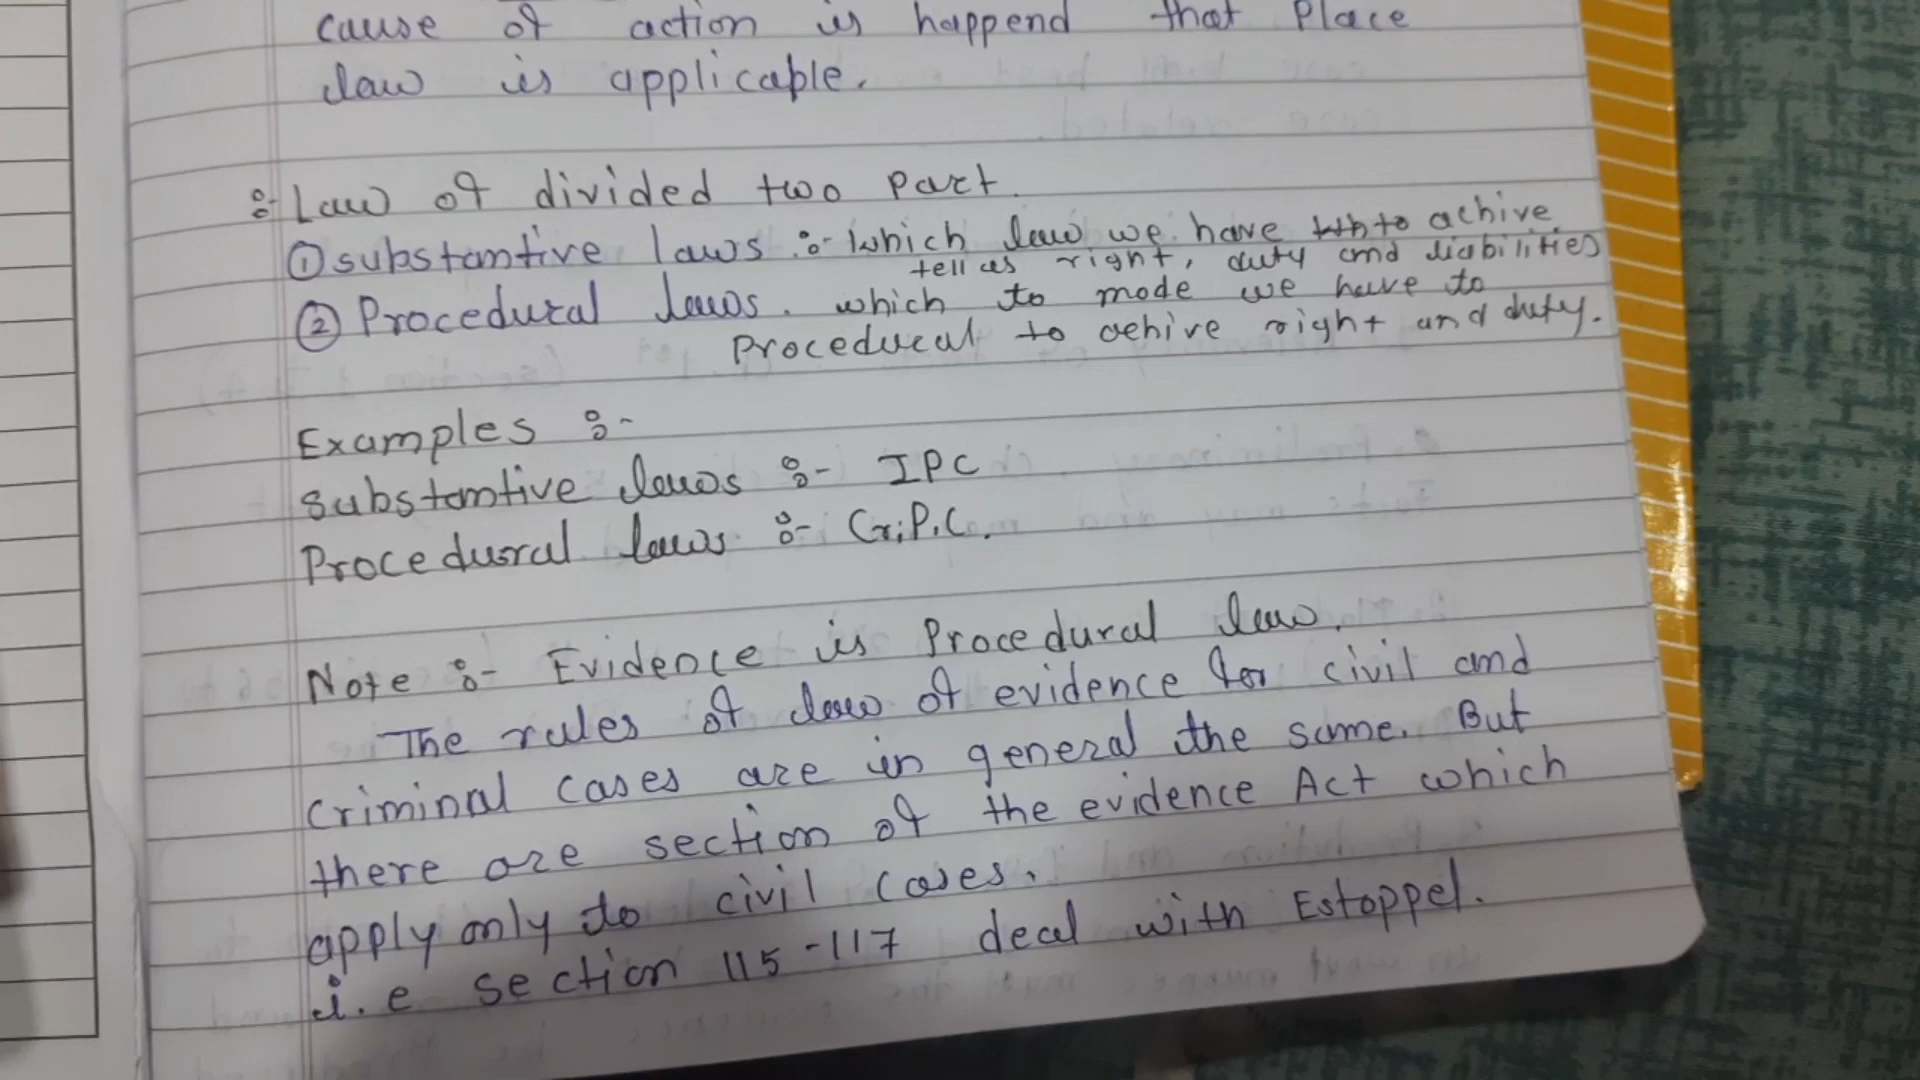 cause of action is happend that Place
law is applicable.
Law of divided two part.
① substantive laws :- which law we have to achive
tell us right, duty and liabilities
② Procedural laws. which to mode we have to
Procedural to achive right and duty.
Examples :-
substantive laws :- IPC
Procedural laws :- Cr.P.C.
Note :- Evidence is Procedural law.
The rules of law of evidence for civil and
criminal cases are in general the same. But
there are section of the evidence Act which
apply only to civil cases.
i.e section 115-117 deal with Estoppel.